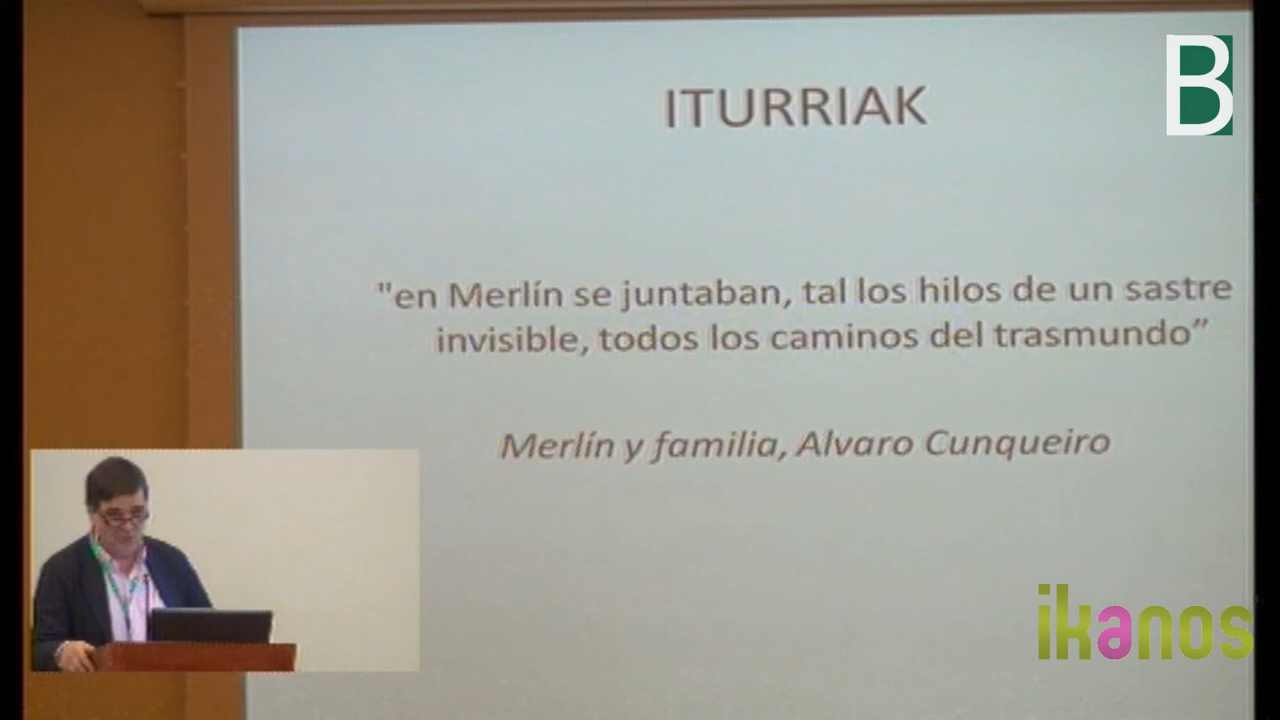 B
ITURRIAK
"en Merlín se juntaban, tal los hilos de un sastre
invisible, todos los caminos del trasmundo”
Merlín y familia, Alvaro Cunqueiro
ikanos